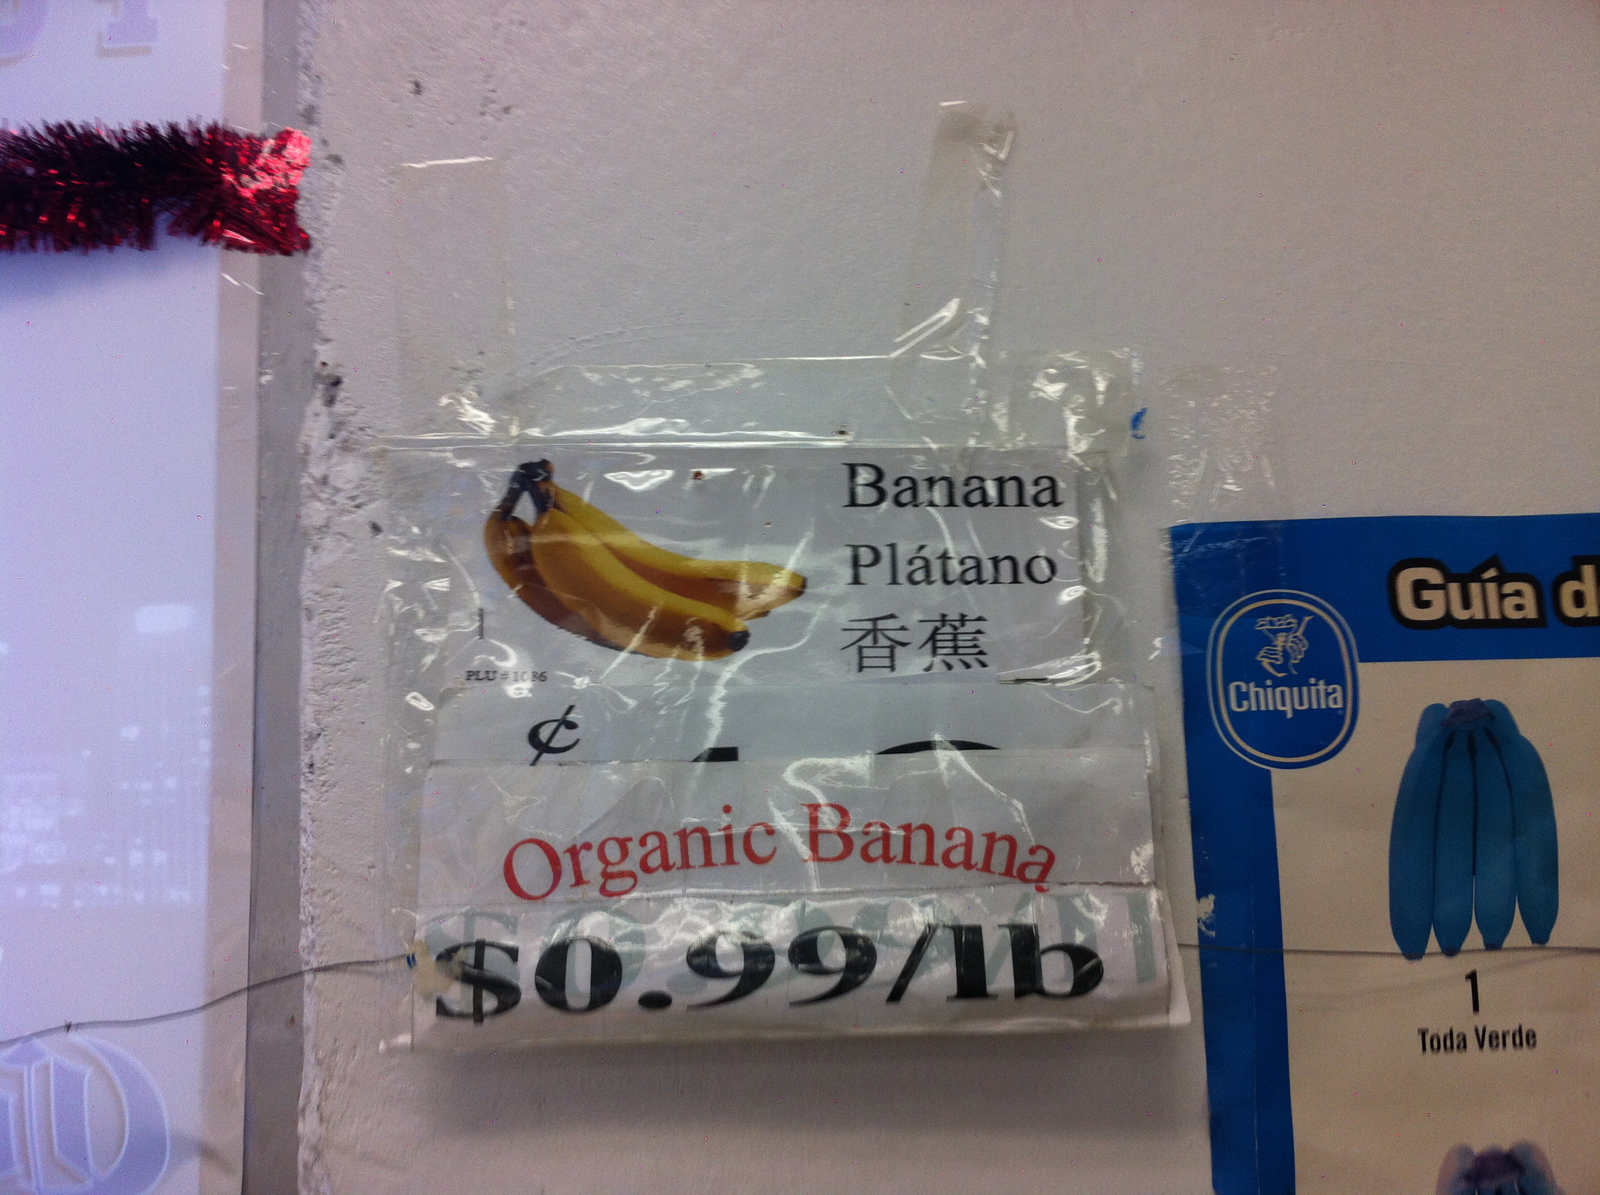 Banana
Plátano
香蕉
¢
Organic Banana
$0.99/lb
Guía d
Chiquita
1
Toda Verde